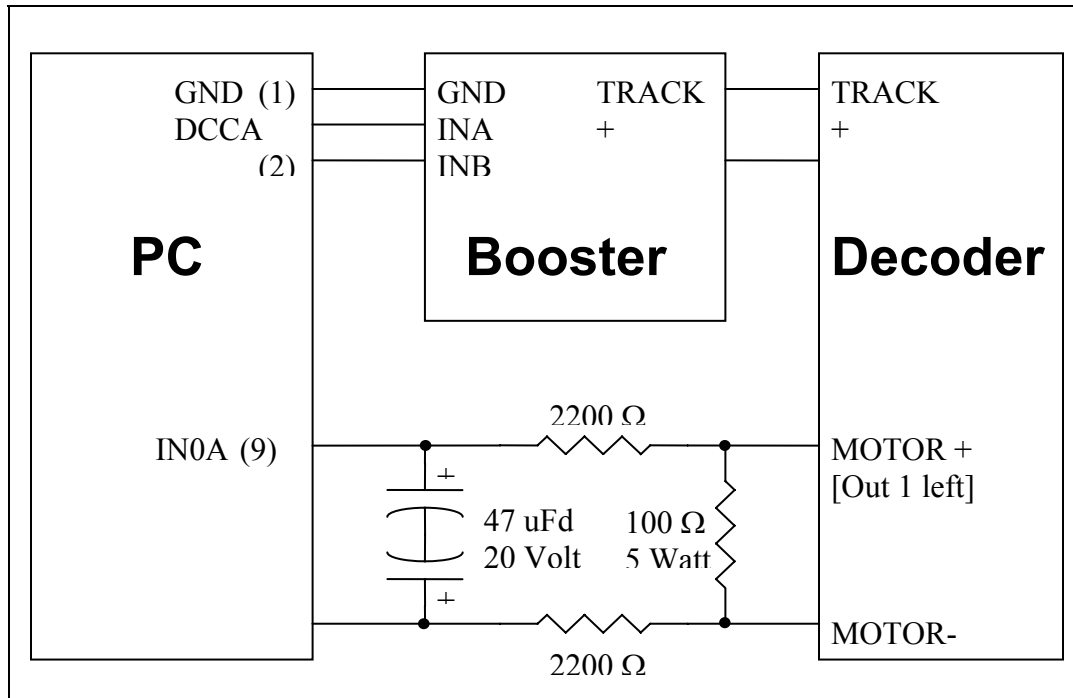 GND (1)
DCCA
(2)
PC
IN0A (9)
GND
INA
INB
TRACK
+
Booster
TRACK
+
Decoder
2200 Ω
+
47 uFd
20 Volt
+
100 Ω
5 Watt
2200 Ω
MOTOR +
[Out 1 left]
MOTOR-